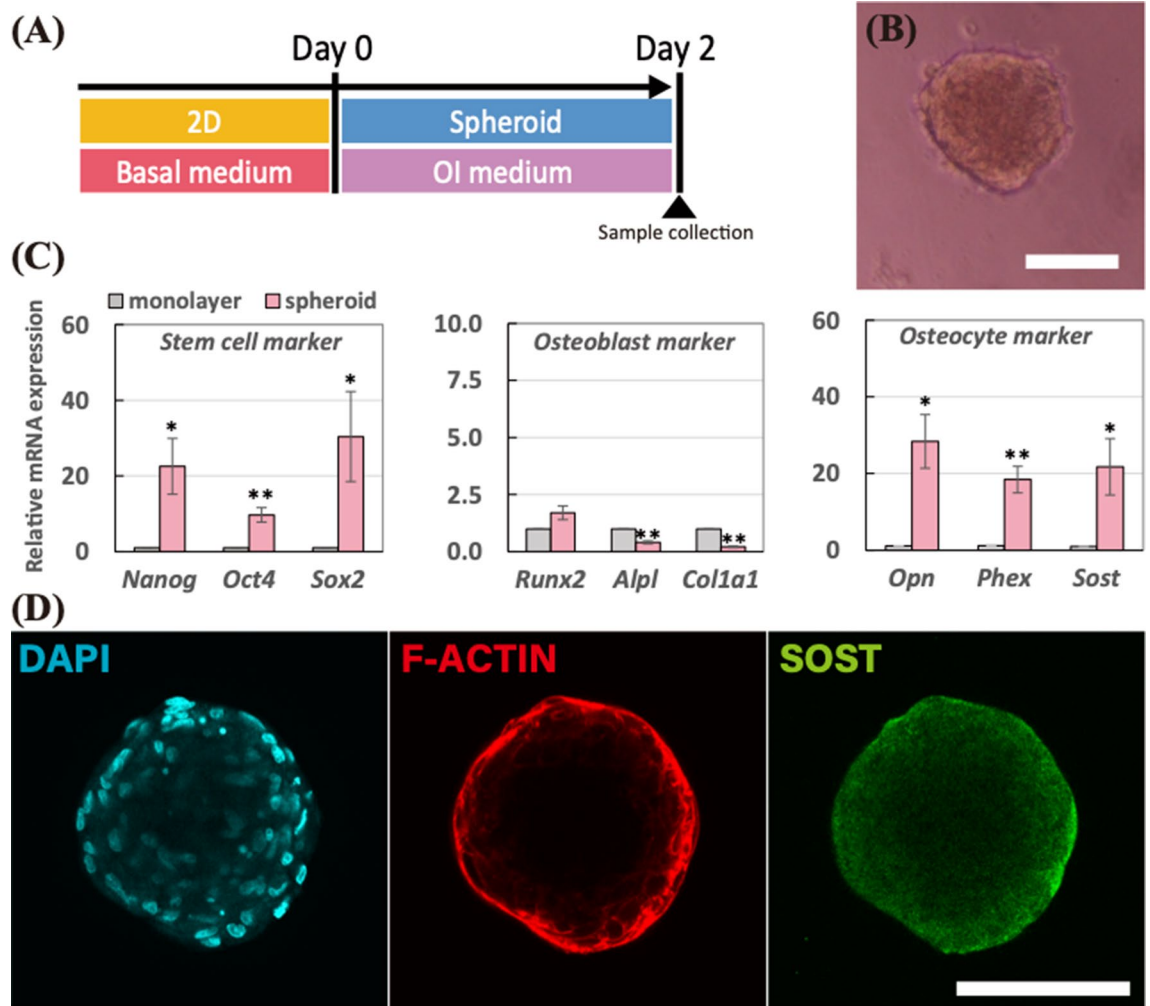 (A)
Day 0
Day 2
2D
Spheroid
Basal medium
OI medium
Sample collection
(B)
(C)
monolayer
spheroid
Relative mRNA expression
60
40
20
0
Stem cell marker
*
**
*
Nanog
Oct4
Sox2
10.0
7.5
5.0
2.5
0.0
Osteoblast marker
**
**
Runx2
Alpl
Col1a1
60
40
20
0
Osteocyte marker
*
**
*
Opn
Phex
Sost
(D)
DAPI
F-ACTIN
SOST